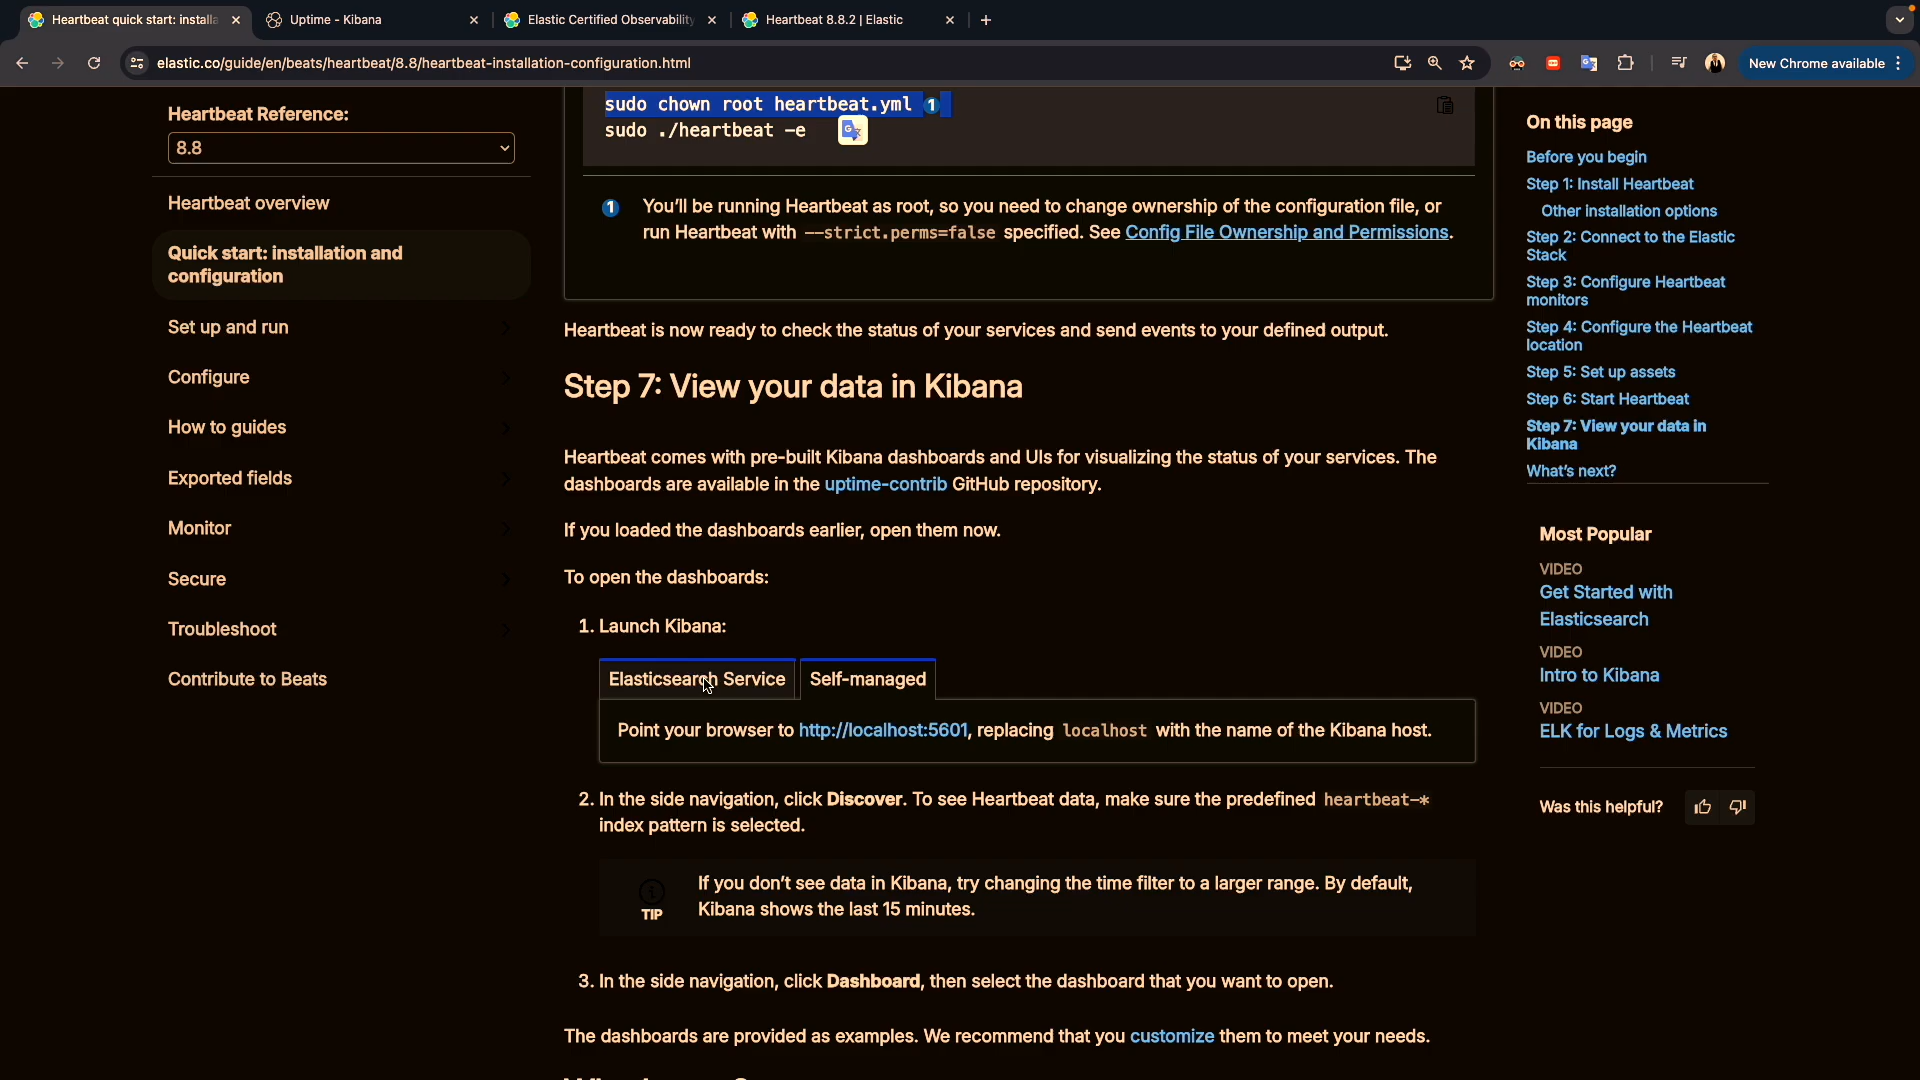 Heartbeat quick start: installa
Uptime - Kibana
Elastic Certified Observability
Heartbeat 8.8.2 | Elastic
elastic.co/guide/en/beats/heartbeat/8.8/heartbeat-installation-configuration.html
New Chrome available
Heartbeat Reference:
8.8
Heartbeat overview
Quick start: installation and
configuration
Set up and run
Configure
How to guides
Exported fields
Monitor
Secure
Troubleshoot
Contribute to Beats
sudo chown root heartbeat.yml 1
sudo ./heartbeat -e
1 You'll be running Heartbeat as root, so you need to change ownership of the configuration file, or
run Heartbeat with --strict.perms=false specified. See Config File Ownership and Permissions.
Heartbeat is now ready to check the status of your services and send events to your defined output.
Step 7: View your data in Kibana
Heartbeat comes with pre-built Kibana dashboards and UIs for visualizing the status of your services. The
dashboards are available in the uptime-contrib GitHub repository.
If you loaded the dashboards earlier, open them now.
To open the dashboards:
1. Launch Kibana:
Elasticsearch Service
Self-managed
Point your browser to http://localhost:5601, replacing localhost with the name of the Kibana host.
2. In the side navigation, click Discover. To see Heartbeat data, make sure the predefined heartbeat-*
index pattern is selected.
TIP
If you don't see data in Kibana, try changing the time filter to a larger range. By default,
Kibana shows the last 15 minutes.
3. In the side navigation, click Dashboard, then select the dashboard that you want to open.
The dashboards are provided as examples. We recommend that you customize them to meet your needs.
On this page
Before you begin
Step 1: Install Heartbeat
Other installation options
Step 2: Connect to the Elastic
Stack
Step 3: Configure Heartbeat
monitors
Step 4: Configure the Heartbeat
location
Step 5: Set up assets
Step 6: Start Heartbeat
Step 7: View your data in
Kibana
What's next?
Most Popular
VIDEO
Get Started with
Elasticsearch
VIDEO
Intro to Kibana
VIDEO
ELK for Logs & Metrics
Was this helpful?